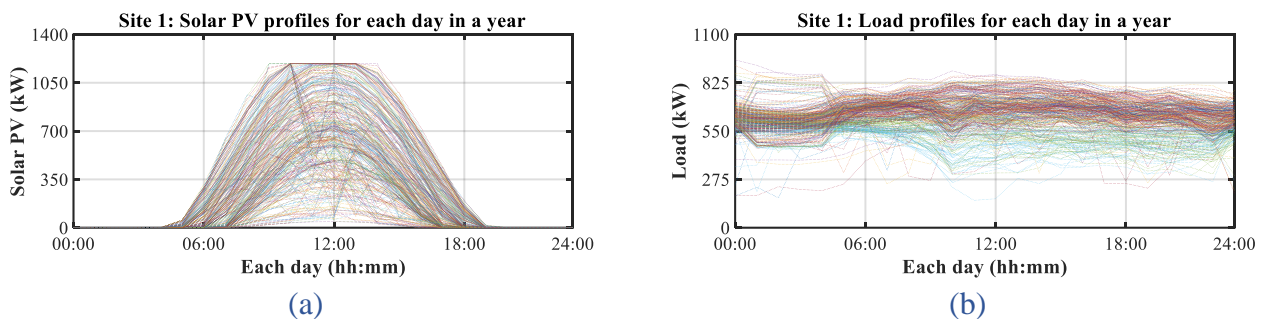 Site 1: Solar PV profiles for each day in a year
1400
1050
700
350
0
Solar PV (kW)
00:00 06:00 12:00 18:00 24:00
Each day (hh:mm)
(a)
Site 1: Load profiles for each day in a year
1100
825
550
275
0
Load (kW)
00:00 06:00 12:00 18:00 24:00
Each day (hh:mm)
(b)